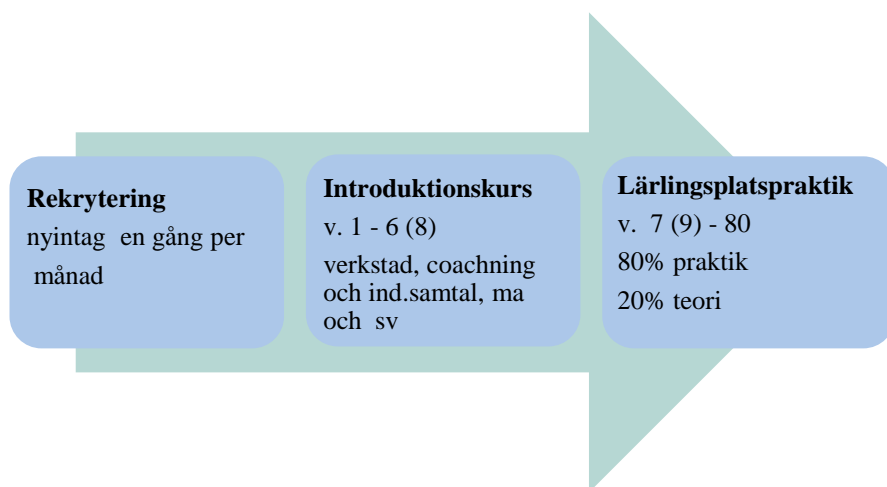 Rekrytering
nyintag en gång per
månad
Introduktionskurs
v. 1 - 6 (8)
verkstad, coachning
och ind.samtal, ma
och sv
Lärlingsplatspraktik
v. 7 (9) - 80
80% praktik
20% teori